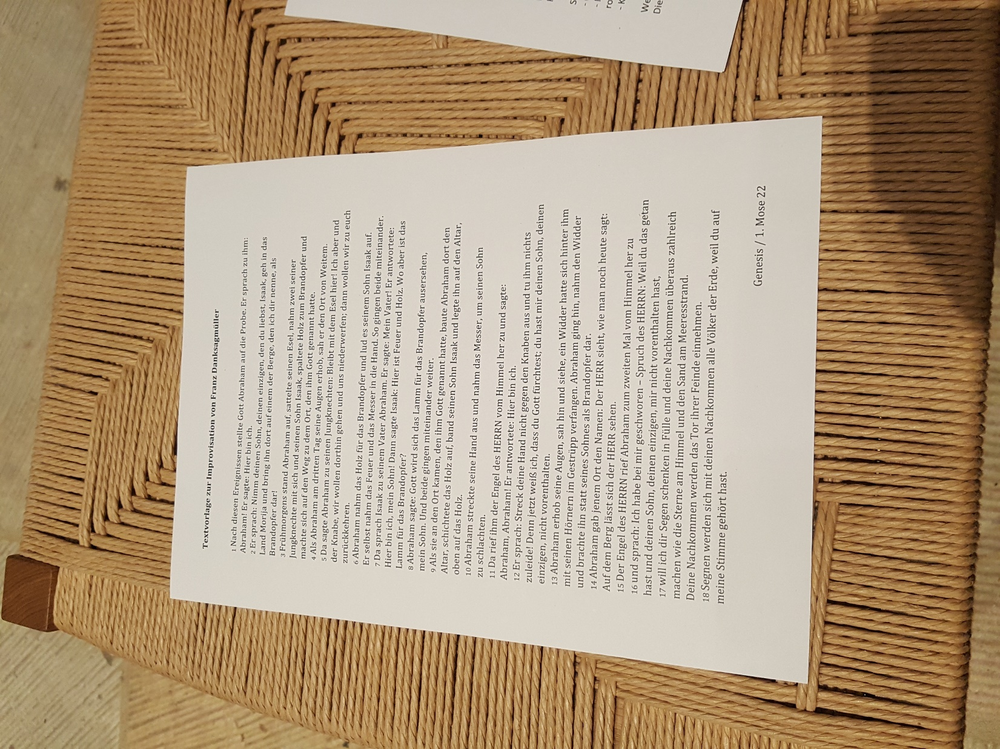 Textvorlage zur Improvisation von Franz Danksagmüller
1 Nach diesen Ereignissen stellte Gott Abraham auf die Probe. Er sprach zu ihm:
Abraham! Er sagte: Hier bin ich.
2 Er sprach: Nimm deinen Sohn, deinen einzigen, den du liebst, Isaak, geh in das
Land Morija und bring ihn dort auf einem der Berge, den ich dir nenne, als
Brandopfer dar!
3 Frühmorgens stand Abraham auf, sattelte seinen Esel, nahm zwei seiner
Jungknechte mit sich und seinen Sohn Isaak, spaltete Holz zum Brandopfer und
machte sich auf den Weg zu dem Ort, den ihm Gott genannt hatte.
4 Als Abraham am dritten Tag seine Augen erhob, sah er den Ort von Weitem.
5 Da sagte Abraham zu seinen Jungknechten: Bleibt mit dem Esel hier! Ich aber und
der Knabe, wir wollen dorthin gehen und uns niederwerfen; dann wollen wir zu euch
zurückkehren.
6 Abraham nahm das Holz für das Brandopfer und lud es seinem Sohn Isaak auf.
Er selbst nahm das Feuer und das Messer in die Hand. So gingen beide miteinander.
7 Da sprach Isaak zu seinem Vater Abraham. Er sagte: Mein Vater! Er antwortete:
Hier bin ich, mein Sohn! Dann sagte Isaak: Hier ist Feuer und Holz. Wo aber ist das
Lamm für das Brandopfer?
8 Abraham sagte: Gott wird sich das Lamm für das Brandopfer ausersehen,
mein Sohn. Und beide gingen miteinander weiter.
9 Als sie an den Ort kamen, den ihm Gott genannt hatte, baute Abraham dort den
Altar, schichtete das Holz auf, band seinen Sohn Isaak und legte ihn auf den Altar,
oben auf das Holz.
10 Abraham streckte seine Hand aus und nahm das Messer, um seinen Sohn
zu schlachten.
11 Da rief ihm der Engel des HERRN vom Himmel her zu und sagte:
Abraham, Abraham! Er antwortete: Hier bin ich.
12 Er sprach: Streck deine Hand nicht gegen den Knaben aus und tu ihm nichts
zuleide! Denn jetzt weiß ich, dass du Gott fürchtest; du hast mir deinen Sohn, deinen
einzigen, nicht vorenthalten.
13 Abraham erhob seine Augen, sah hin und siehe, ein Widder hatte sich hinter ihm
mit seinen Hörnern im Gestrüpp verfangen. Abraham ging hin, nahm den Widder
und brachte ihn statt seines Sohnes als Brandopfer dar.
14 Abraham gab jenem Ort den Namen: Der HERR sieht, wie man noch heute sagt:
Auf dem Berg lässt sich der HERR sehen.
15 Der Engel des HERRN rief Abraham zum zweiten Mal vom Himmel her zu
16 und sprach: Ich habe bei mir geschworen – Spruch des HERRN: Weil du das getan
hast und deinen Sohn, deinen einzigen, mir nicht vorenthalten hast,
17 will ich dir Segen schenken in Fülle und deine Nachkommen überaus zahlreich
machen wie die Sterne am Himmel und den Sand am Meeresstrand.
Deine Nachkommen werden das Tor ihrer Feinde einnehmen.
18 Segnen werden sich mit deinen Nachkommen alle Völker der Erde, weil du auf
meine Stimme gehört hast.
Genesis / 1. Mose 22
We
Die